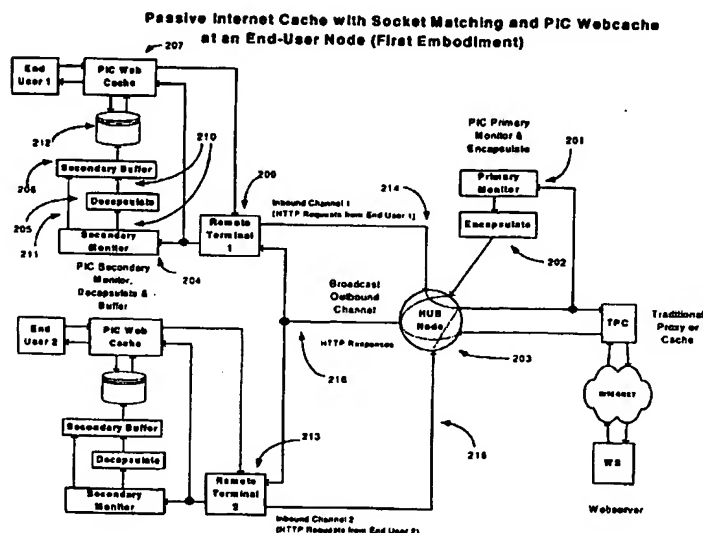 Passive Internet Cache with Socket Matching and PIC Webcache
at an End-User Node (First Embodiment)
207
End
User 1
PIC Web
Cache
212
210
206
Secondary Buffer
Decapsulate
205
211
Secondary
Monitor
204
PIC Secondary
Monitor,
Decapsulate &
Buffer
209
Remote
Terminal
1
Inbound Channel 1
(HTTP Requests from End User 1)
214
PIC Primary
Monitor &
Encapsulate
201
Primary
Monitor
Encapsulate
202
Broadcast
Outbound
Channel
HTTP Responses
216
HUB
Node
203
TPC
Traditional
Proxy or
Cache
WS
Webserver
End
User 2
PIC Web
Cache
Secondary Buffer
Decapsulate
Secondary
Monitor
213
Remote
Terminal
2
215
Inbound Channel 2
(HTTP Requests from End User 2)